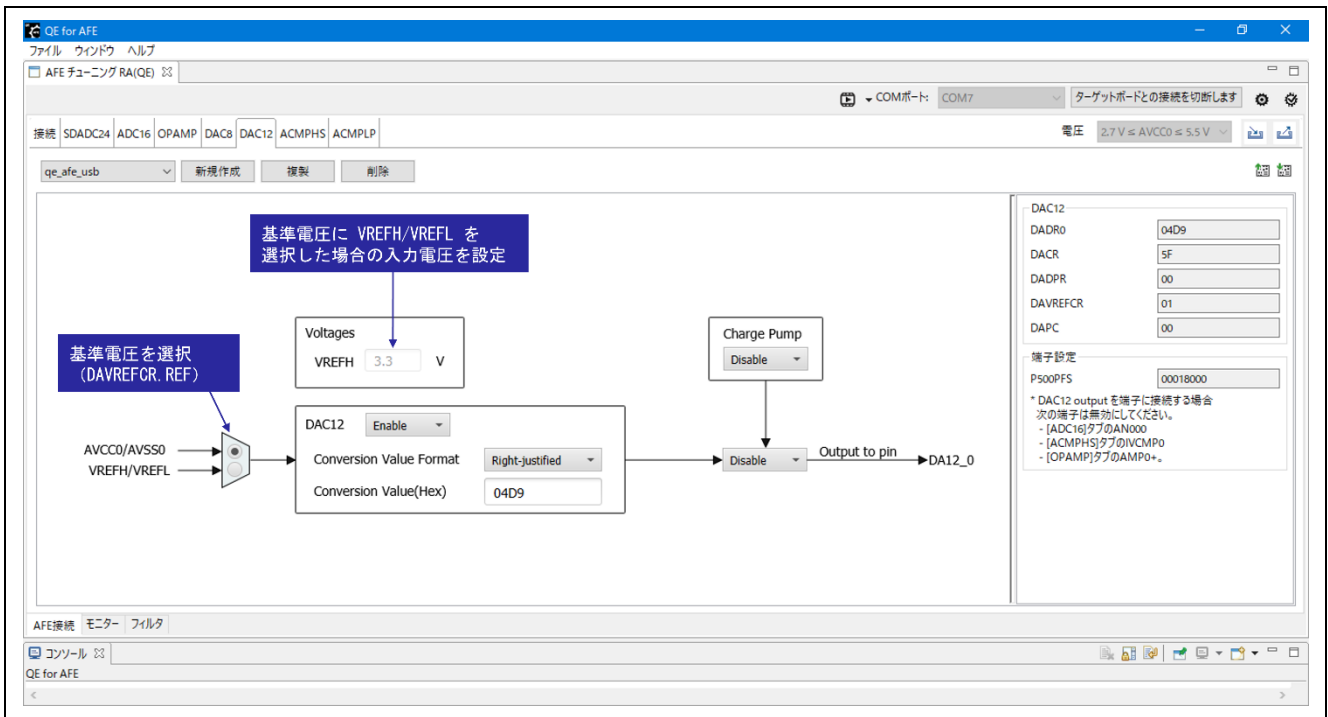 QE for AFE
ファイル ウィンドウ ヘルプ
AFE チューニング RA(QE)
COMポート: COM7 ターゲットボードとの接続を切断します
接続 SDADC24 ADC16 OPAMP DAC8 DAC12 ACMPHS ACMPLP
電圧 2.7 V ≤ AVCC0 ≤ 5.5 V
qe_afe_usb 新規作成 複製 削除
基準電圧に VREFH/VREFL を
選択した場合の入力電圧を設定
基準電圧を選択
(DAVREFCR.REF)
Voltages
VREFH 3.3 V
Charge Pump
Disable
DAC12 Enable
Conversion Value Format Right-justified
Conversion Value(Hex) 04D9
AVCC0/AVSS0
VREFH/VREFL
Disable
Output to pin
DA12_0
DAC12
DADR0 04D9
DACR 5F
DADPR 00
DAVREFCR 01
DAPC 00
端子設定
P500PFS 00018000
* DAC12 output を端子に接続する場合
次の端子は無効にしてください。
- [ADC16]タブのAN000
- [ACMPHS]タブのIVCMP0
- [OPAMP]タブのAMP0+。
AFE接続 モニター フィルタ
コンソール
QE for AFE